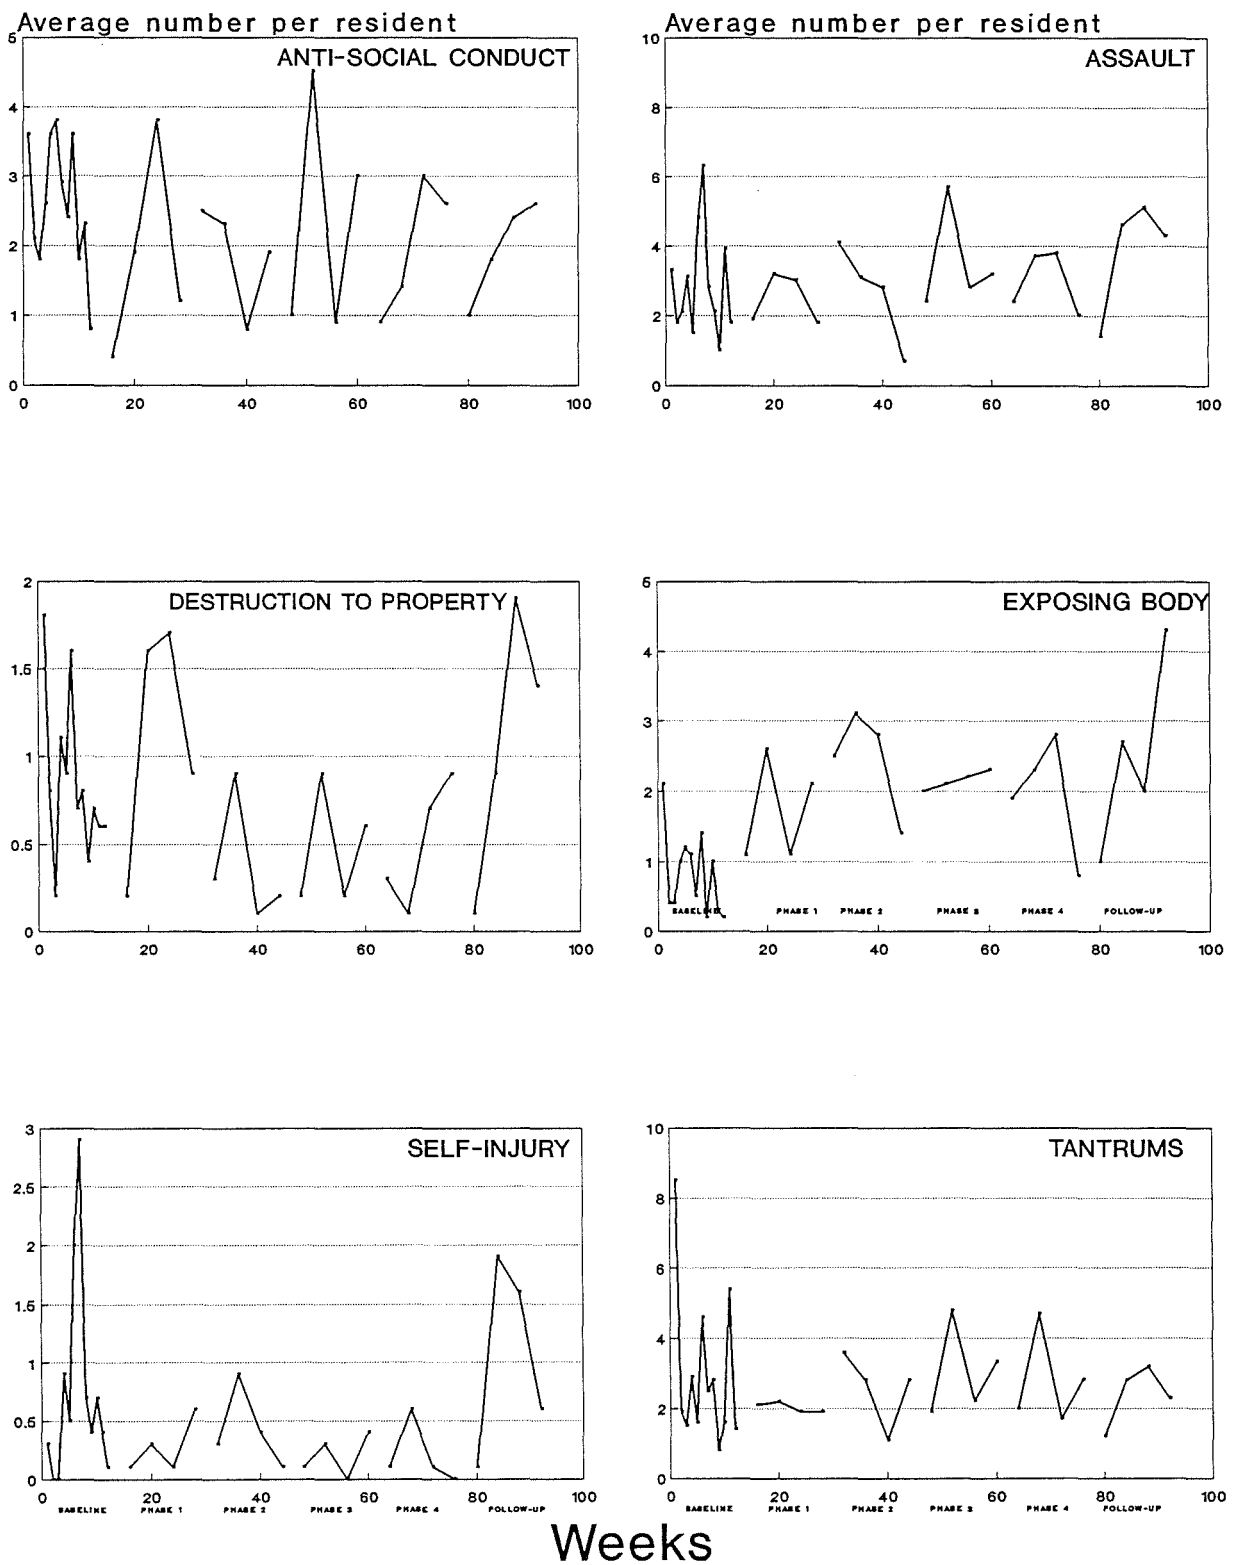 Average number per resident
Average number per resident
ANTI-SOCIAL CONDUCT
ASSAULT
5
4
3
2
1
0
0 20 40 60 80 100
10
8
6
4
2
0
0 20 40 60 80 100
DESTRUCTION TO PROPERTY
2
1.5
1
0.5
0
0 20 40 60 80 100
EXPOSING BODY
5
4
3
2
1
0
BASELINE PHASE 1 PHASE 2 PHASE 3 PHASE 4 FOLLOW-UP
0 20 40 60 80 100
SELF-INJURY
3
2.5
2
1.5
1
0.5
0
0 20 40 60 80 100
BASELINE PHASE 1 PHASE 2 PHASE 3 PHASE 4 FOLLOW-UP
TANTRUMS
10
8
6
4
2
0
0 20 40 60 80 100
BASELINE PHASE 1 PHASE 2 PHASE 3 PHASE 4 FOLLOW-UP
Weeks